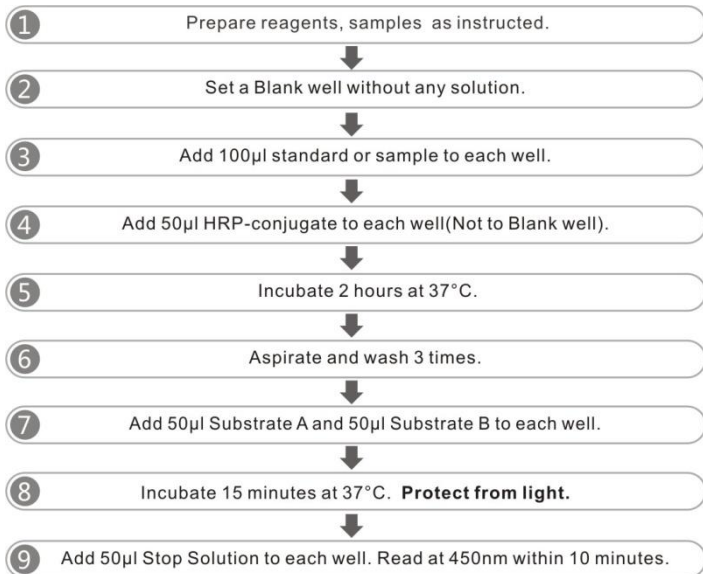 1 Prepare reagents, samples as instructed.
2 Set a Blank well without any solution.
3 Add 100μl standard or sample to each well.
4 Add 50μl HRP-conjugate to each well(Not to Blank well).
5 Incubate 2 hours at 37°C.
6 Aspirate and wash 3 times.
7 Add 50μl Substrate A and 50μl Substrate B to each well.
8 Incubate 15 minutes at 37°C. Protect from light.
9 Add 50μl Stop Solution to each well. Read at 450nm within 10 minutes.